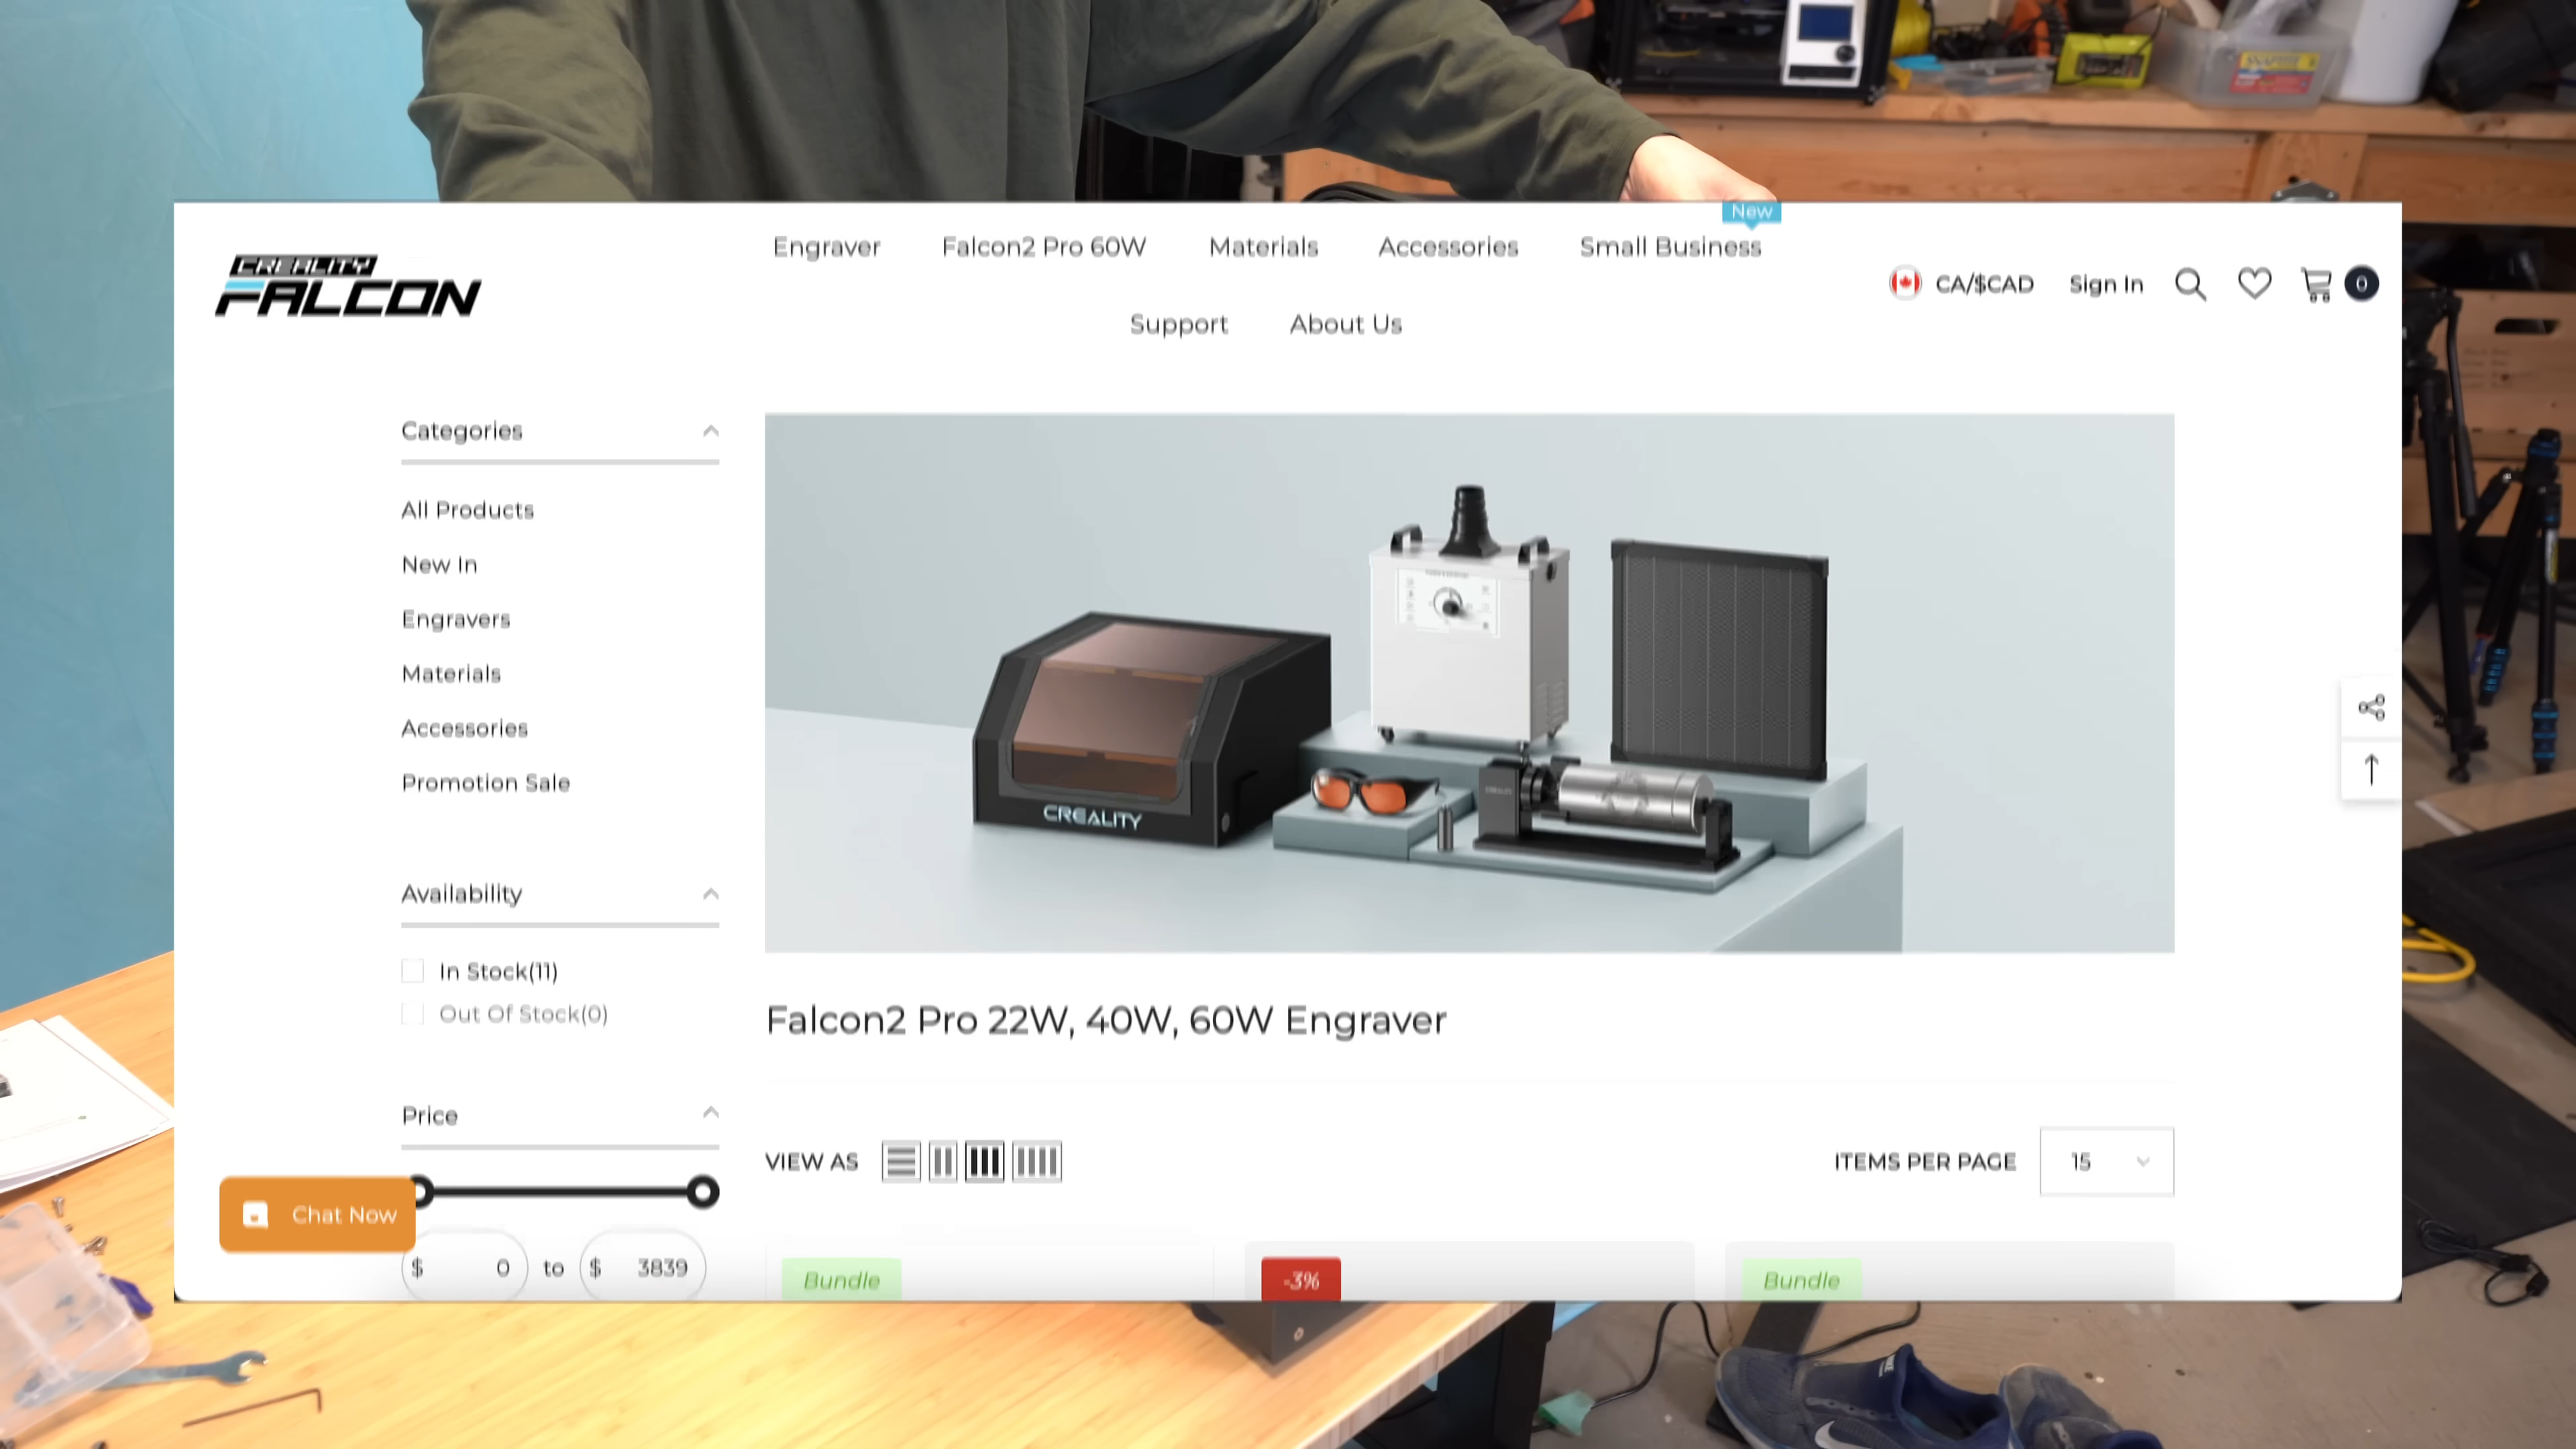 New
Engraver Falcon2 Pro 60W Materials Accessories Small Business
CREALITY
FALCON
CA/$CAD Sign In 0
Support About Us
Categories
All Products
New In
Engravers
Materials
Accessories
Promotion Sale
CREALITY
Availability
In Stock(11)
Out Of Stock(0)
Falcon2 Pro 22W, 40W, 60W Engraver
Price
VIEW AS
ITEMS PER PAGE 15
Chat Now
$ 0 to $ 3839
Bundle
-3%
Bundle